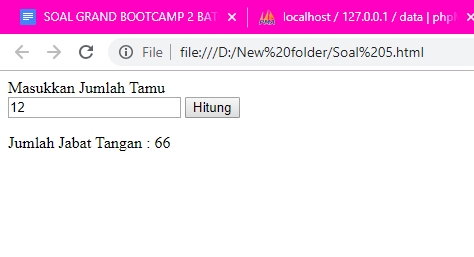 SOAL GRAND BOOTCAMP 2 BAT
localhost / 127.0.0.1 / data | php
File
file:///D:/New%20folder/Soal%205.html
Masukkan Jumlah Tamu
12
Hitung
Jumlah Jabat Tangan : 66